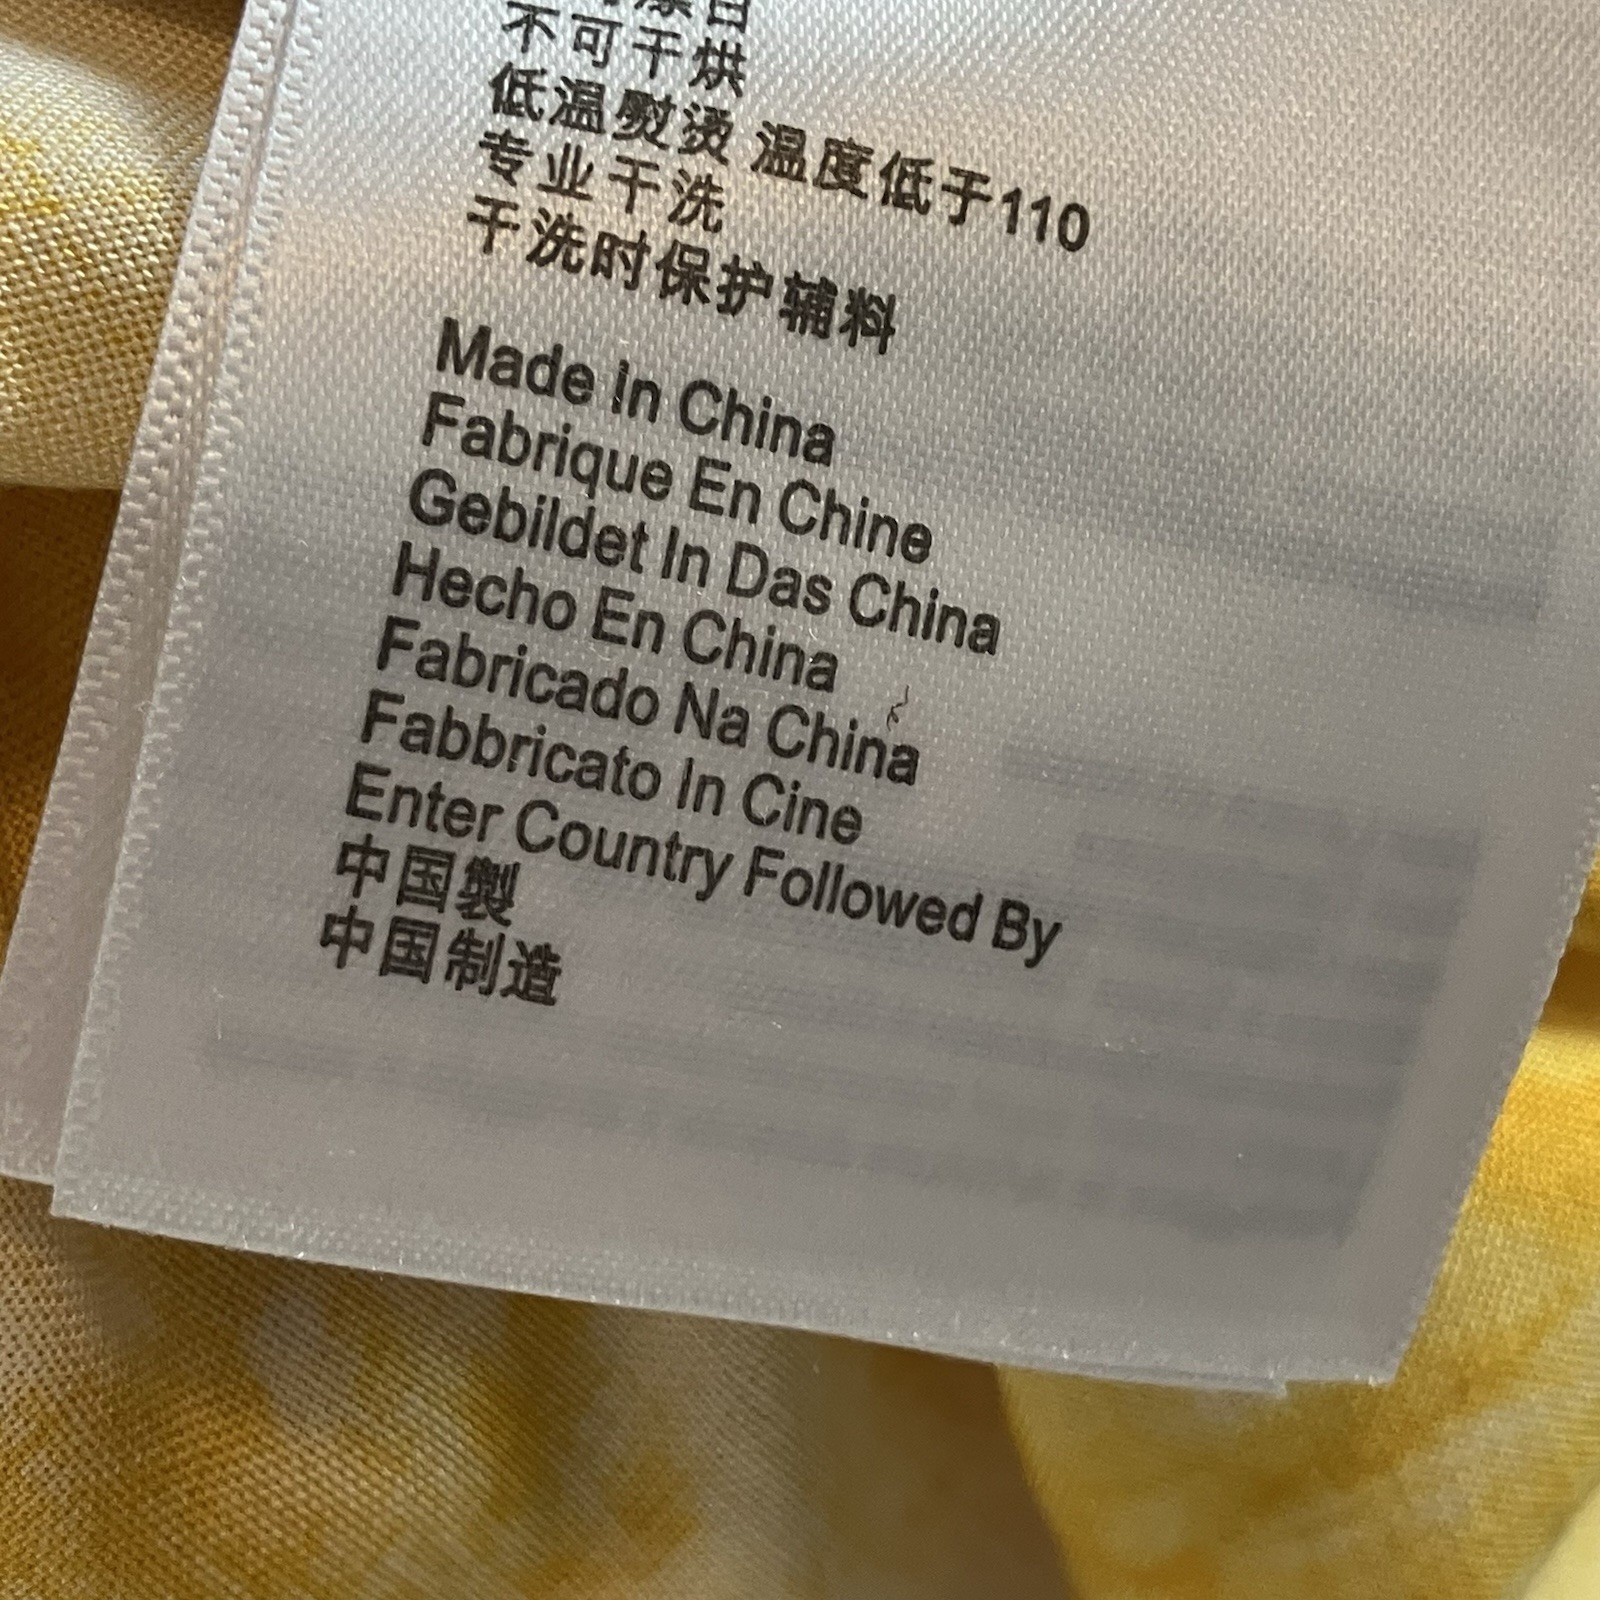 不可干烘
低温熨烫 温度低于110
专业干洗
干洗时保护辅料
Made In China
Fabrique En Chine
Gebildet In Das China
Hecho En China
Fabricado Na China
Fabbricato In Cine
Enter Country Followed By
中国製
中国制造